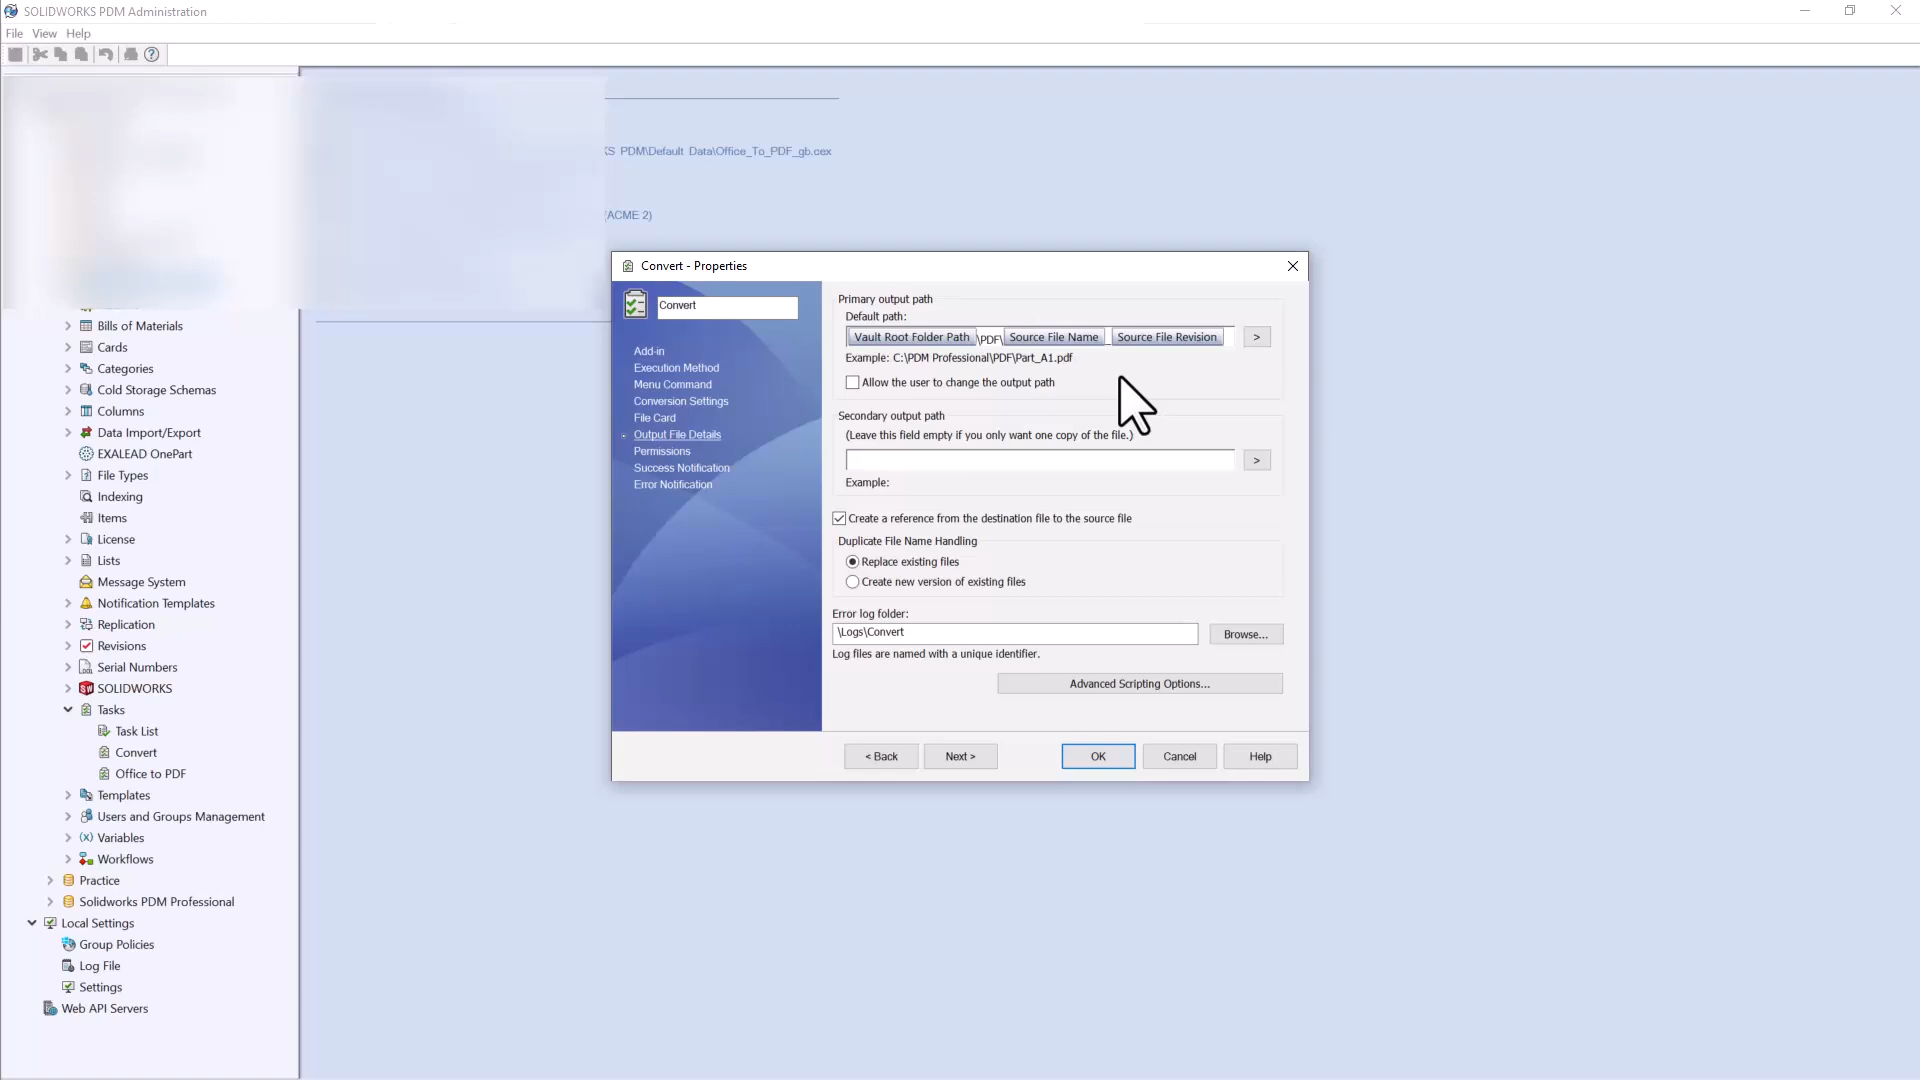 SOLIDWORKS PDM Administration
File View Help
KS PDM\Default Data\Office_To_PDF_gb.cex
(ACME 2)
Bills of Materials
Cards
Categories
Cold Storage Schemas
Columns
Data Import/Export
EXALEAD OnePart
File Types
Indexing
Items
License
Lists
Message System
Notification Templates
Replication
Revisions
Serial Numbers
SOLIDWORKS
Tasks
Task List
Convert
Office to PDF
Templates
Users and Groups Management
Variables
Workflows
Practice
Solidworks PDM Professional
Local Settings
Group Policies
Log File
Settings
Web API Servers
Convert - Properties
Convert
Add-in
Execution Method
Menu Command
Conversion Settings
File Card
Output File Details
Permissions
Success Notification
Error Notification
Primary output path
Default path:
Vault Root Folder Path \PDF\ Source File Name _ Source File Revision >
Example: C:\PDM Professional\PDF\Part_A1.pdf
Allow the user to change the output path
Secondary output path
(Leave this field empty if you only want one copy of the file.)
>
Example:
Create a reference from the destination file to the source file
Duplicate File Name Handling
Replace existing files
Create new version of existing files
Error log folder:
\Logs\Convert Browse...
Log files are named with a unique identifier.
Advanced Scripting Options...
< Back Next > OK Cancel Help